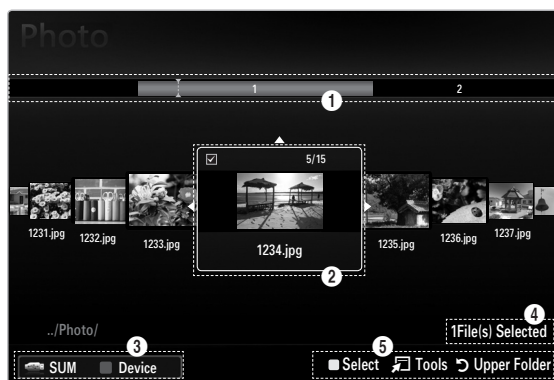 Photo
1 2
1
5/15
1231.jpg 1232.jpg 1233.jpg 1234.jpg 1235.jpg 1236.jpg 1237.jpg
2
../Photo/
4
1File(s) Selected
3 5
SUM Device Select Tools Upper Folder